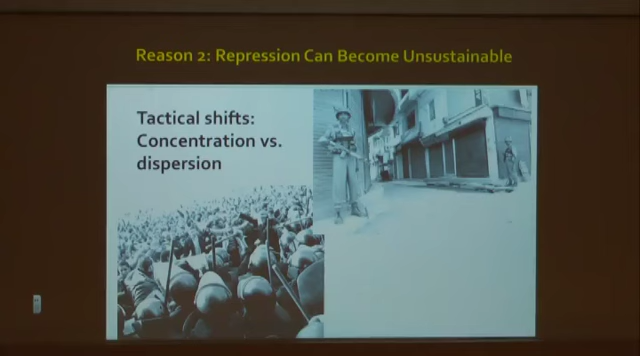 Reason 2: Repression Can Become Unsustainable
Tactical shifts:
Concentration vs.
dispersion